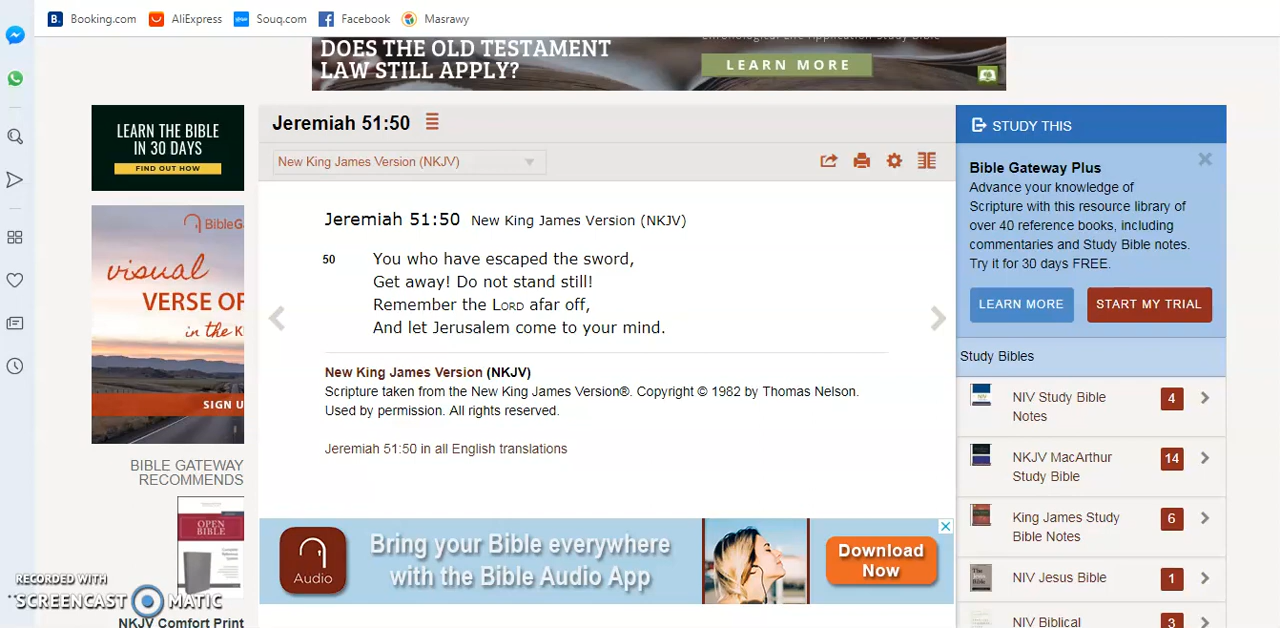 Booking.com
AliExpress
Souq.com
Facebook
Masrawy
DOES THE OLD TESTAMENT
LAW STILL APPLY?
LEARN MORE
LEARN THE BIBLE
IN 30 DAYS
FIND OUT HOW
BibleG
visual
VERSE OF
in the K
SIGN U
BIBLE GATEWAY
RECOMMENDS
OPEN
BIBLE
NKJV Comfort Print
RECORDED WITH
SCREENCAST MATIC
Jeremiah 51:50
New King James Version (NKJV)
Jeremiah 51:50 New King James Version (NKJV)
50 You who have escaped the sword,
Get away! Do not stand still!
Remember the LORD afar off,
And let Jerusalem come to your mind.
New King James Version (NKJV)
Scripture taken from the New King James Version®. Copyright © 1982 by Thomas Nelson.
Used by permission. All rights reserved.
Jeremiah 51:50 in all English translations
Audio
Bring your Bible everywhere
with the Bible Audio App
Download
Now
STUDY THIS
Bible Gateway Plus
Advance your knowledge of
Scripture with this resource library of
over 40 reference books, including
commentaries and Study Bible notes.
Try it for 30 days FREE.
LEARN MORE
START MY TRIAL
Study Bibles
NIV Study Bible
Notes
4
NKJV MacArthur
Study Bible
14
King James Study
Bible Notes
6
NIV Jesus Bible
1
NIV Biblical
3